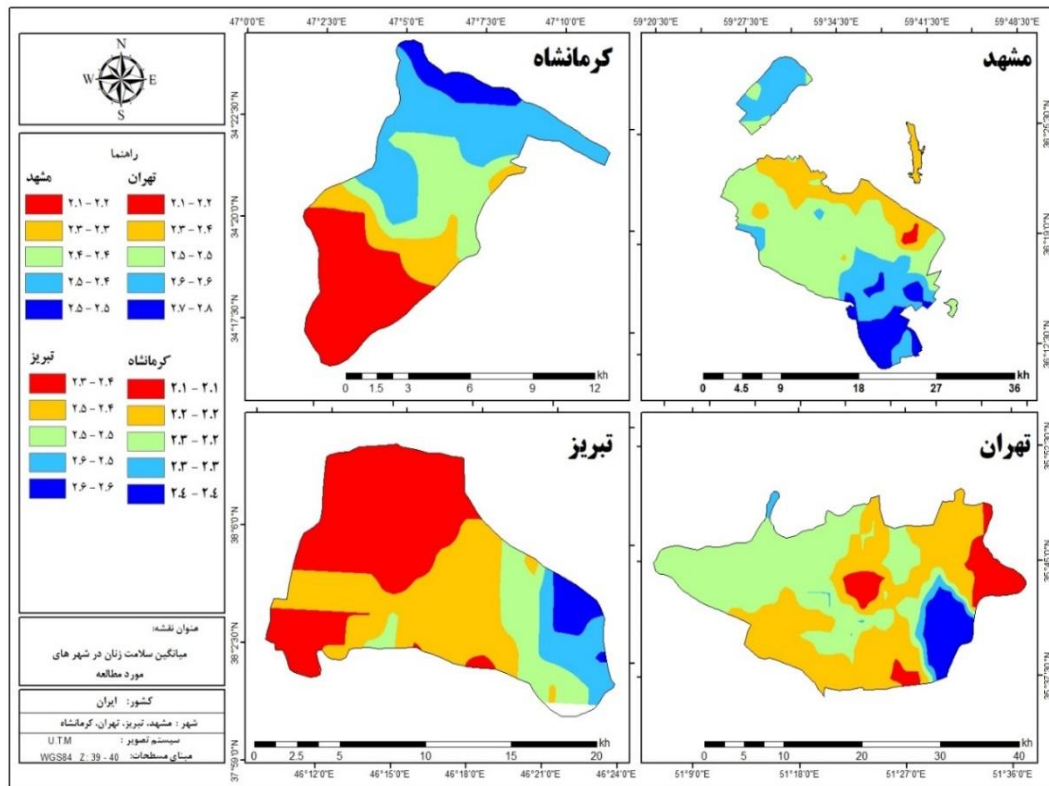 47°0'0"E 47°2'30"E 47°5'0"E 47°7'30"E 47°10'0"E
59°20'30"E 59°27'30"E 59°34'30"E 59°41'30"E 59°48'30"E
N
W E
S
راهنما
مشهد تهران
۲.۱ – ۲.۲ ۲.۱ – ۲.۲
۲.۳ – ۲.۳ ۲.۳ – ۲.۴
۲.۴ – ۲.۴ ۲.۵ – ۲.۵
۲.۵ – ۲.۴ ۲.۶ – ۲.۶
۲.۵ – ۲.۵ ۲.۷ – ۲.۸
تبریز کرمانشاه
۲.۳ – ۲.۴ ۲.۱ – ۲.۱
۲.۵ – ۲.۴ ۲.۲ – ۲.۲
۲.۵ – ۲.۵ ۲.۳ – ۲.۲
۲.۶ – ۲.۵ ۲.۳ – ۲.۳
۲.۶ – ۲.۶ ۲.۴ – ۲.۴
عنوان نقشه:
میانگین سلامت زنان در شهر های
مورد مطالعه
کشور: ایران
شهر : مشهد، تبریز، تهران، کرمانشاه
سیستم تصویر : U.T.M
مبنای مسطحات: WGS84 Z: 39 - 40
کرمانشاه
34°22'30"N
34°20'0"N
34°17'30"N
kh
0 1.5 3 6 9 12
مشهد
36°25'30"N
36°19'0"N
36°12'30"N
kh
0 4.5 9 18 27 36
تبریز
38°6'0"N
38°2'30"N
37°59'0"N
kh
0 2.5 5 10 15 20
46°12'0"E 46°15'0"E 46°18'0"E 46°21'0"E 46°24'0"E
تهران
kh
0 5 10 20 30 40
51°9'0"E 51°18'0"E 51°27'0"E 51°36'0"E